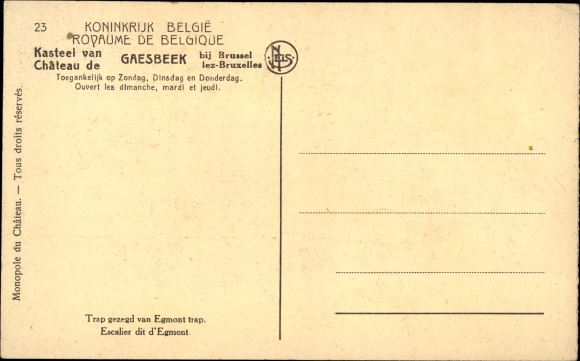 23
KONINKRIJK BELGIË
ROYAUME DE BELGIQUE
Kasteel van GAESBEEK bij Brussel
Château de lez-Bruxelles
NELS
Toegankelijk op Zondag, Dinsdag en Donderdag.
Ouvert les dimanche, mardi et jeudi.
Monopole du Château. — Tous droits réservés.
Trap gezegd van Egmont trap.
Escalier dit d'Egmont.